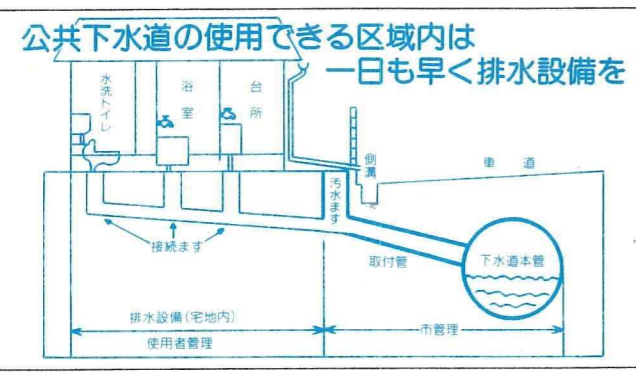 公共下水道の使用できる区域内は
一日も早く排水設備を
水洗トイレ
浴室
台所
側溝
車道
汚水ます
接続ます
取付管
下水道本管
排水設備(宅地内)
使用者管理
市管理